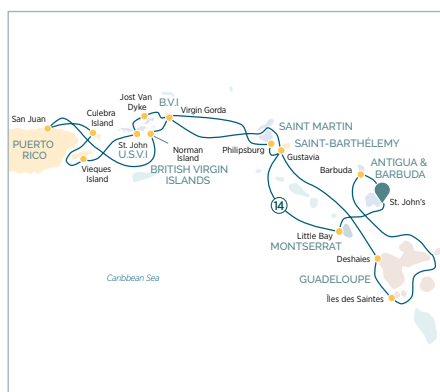 Jost Van
Dyke
B.V.I
Virgin Gorda
Culebra
Island
San Juan
PUERTO
RICO
St. John
U.S.V.I
Norman
Island
Vieques
Island
BRITISH VIRGIN
ISLANDS
SAINT MARTIN
Philipsburg
SAINT-BARTHÉLEMY
Gustavia
ANTIGUA &
BARBUDA
Barbuda
St. John's
14
Little Bay
MONTSERRAT
Deshaies
GUADELOUPE
Îles des Saintes
Caribbean Sea